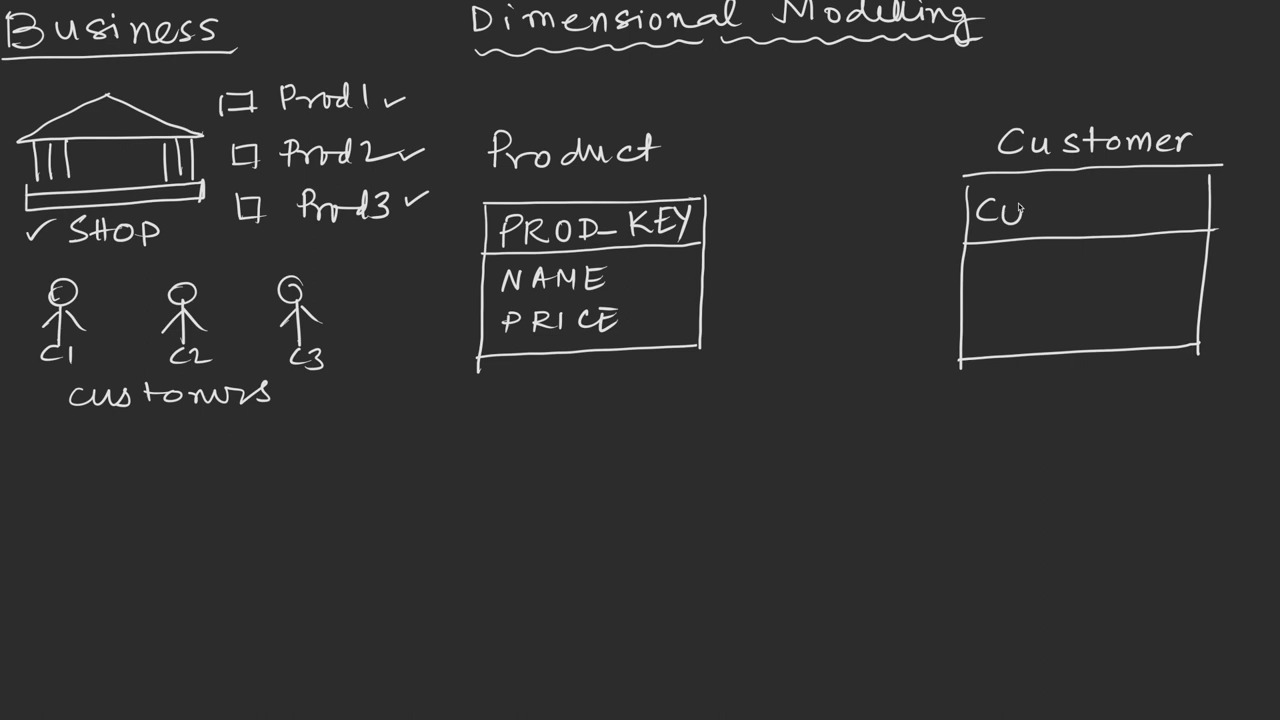 Business
Dimensional Modelling
Prod1
Prod2
Prod3
SHOP
C1 C2 C3
customers
Product
PROD_KEY
NAME
PRICE
Customer
CU